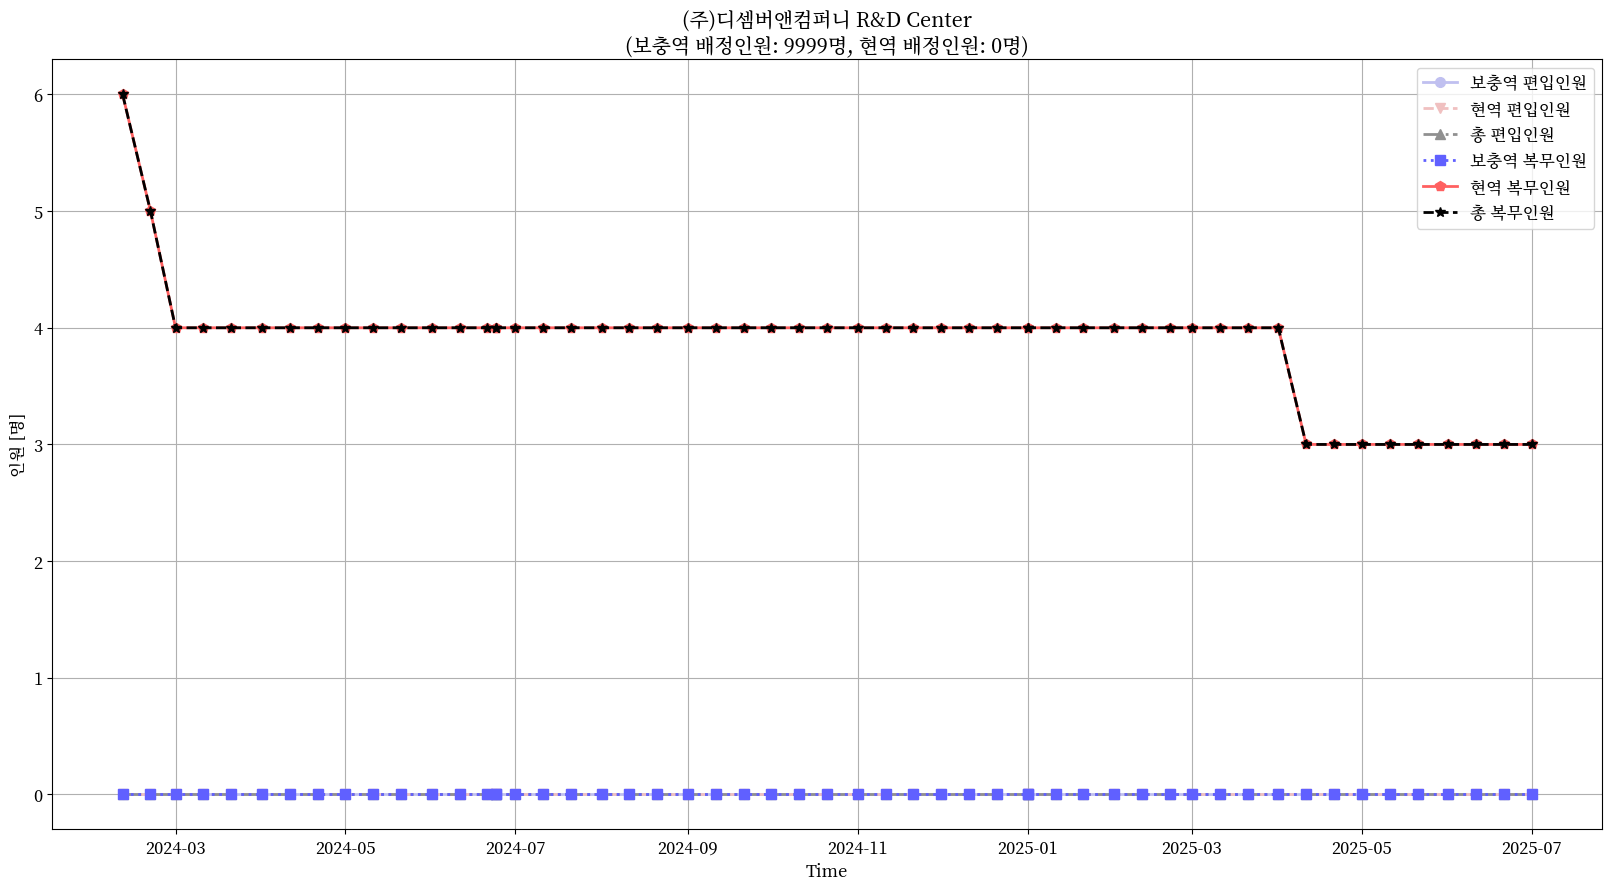 (주)디셈버앤컴퍼니 R&D Center
(보충역 배정인원: 9999명, 현역 배정인원: 0명)
보충역 편입인원
현역 편입인원
총 편입인원
보충역 복무인원
현역 복무인원
총 복무인원
인원 [명]
6
5
4
3
2
1
0
2024-03
2024-05
2024-07
2024-09
2024-11
2025-01
2025-03
2025-05
2025-07
Time